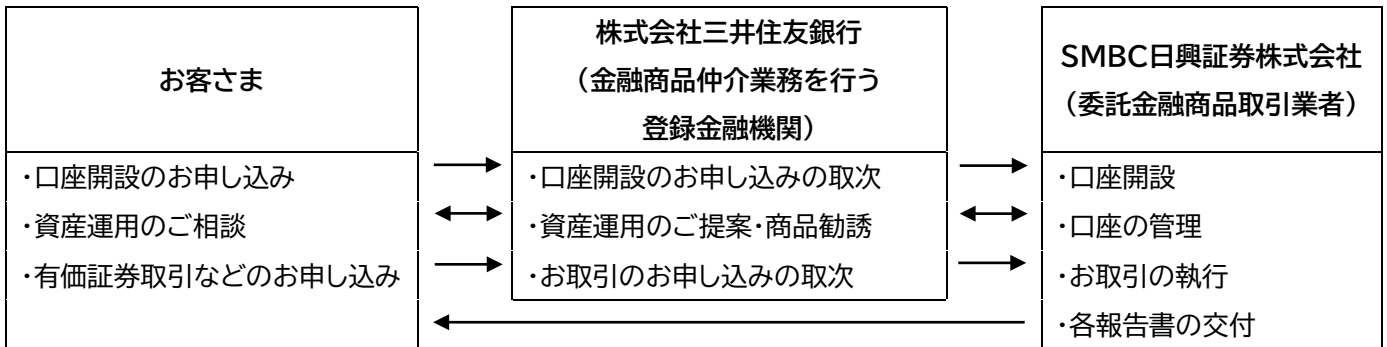 お客さま
株式会社三井住友銀行
（金融商品仲介業務を行う
登録金融機関）
SMBC日興証券株式会社
（委託金融商品取引業者）
・口座開設のお申し込み
・資産運用のご相談
・有価証券取引などのお申し込み
・口座開設のお申し込みの取次
・資産運用のご提案・商品勧誘
・お取引のお申し込みの取次
・口座開設
・口座の管理
・お取引の執行
・各報告書の交付